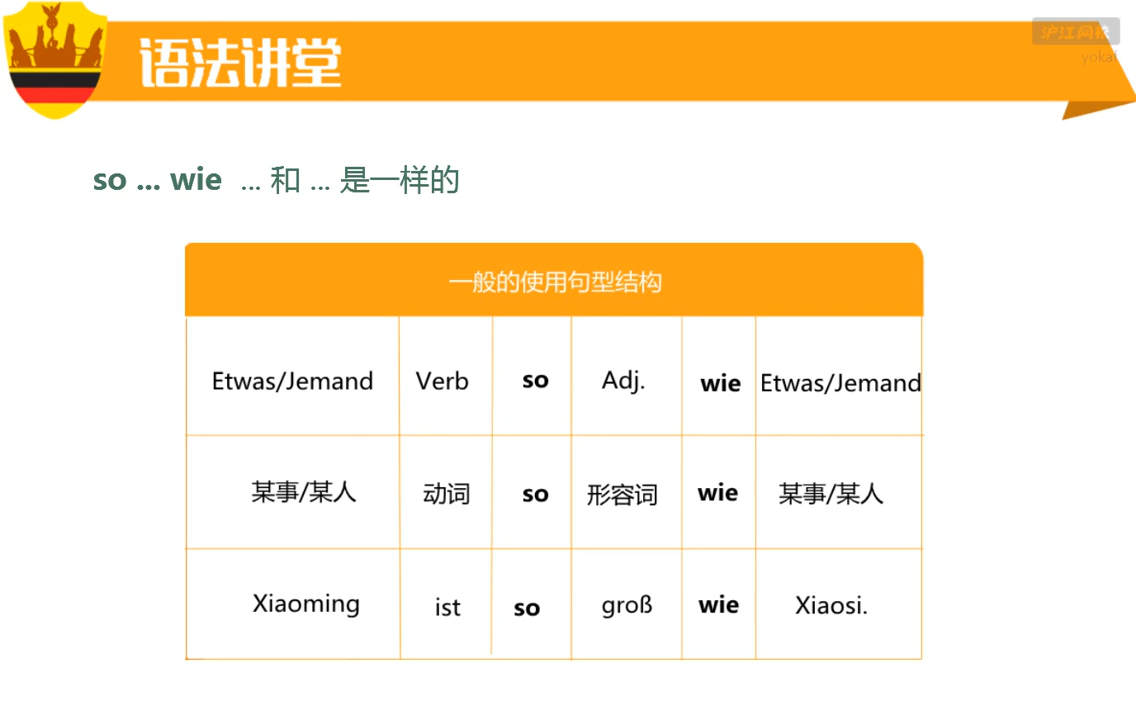 语法讲堂
沪江网校
yokai
so ... wie ... 和 ... 是一样的
一般的使用句型结构
Etwas/Jemand Verb so Adj. wie Etwas/Jemand
某事/某人 动词 so 形容词 wie 某事/某人
Xiaoming ist so groß wie Xiaosi.